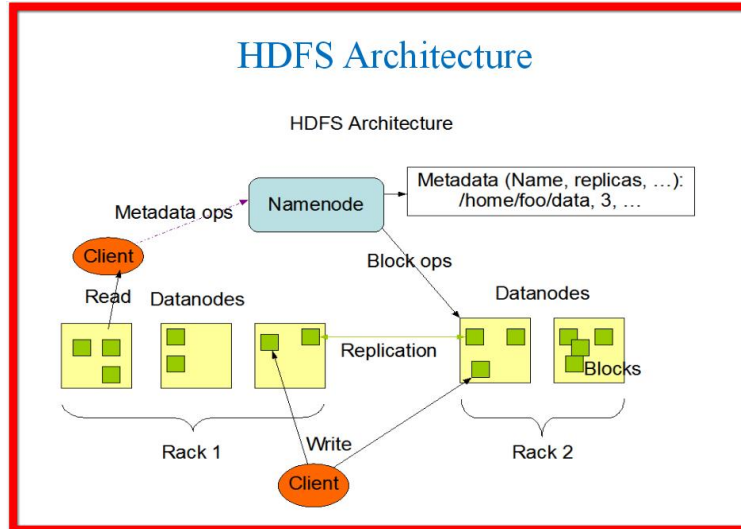 HDFS Architecture
HDFS Architecture
Metadata (Name, replicas, …):
/home/foo/data, 3, …
Namenode
Metadata ops
Client
Block ops
Read
Datanodes
Datanodes
Replication
Blocks
Write
Rack 1
Rack 2
Client